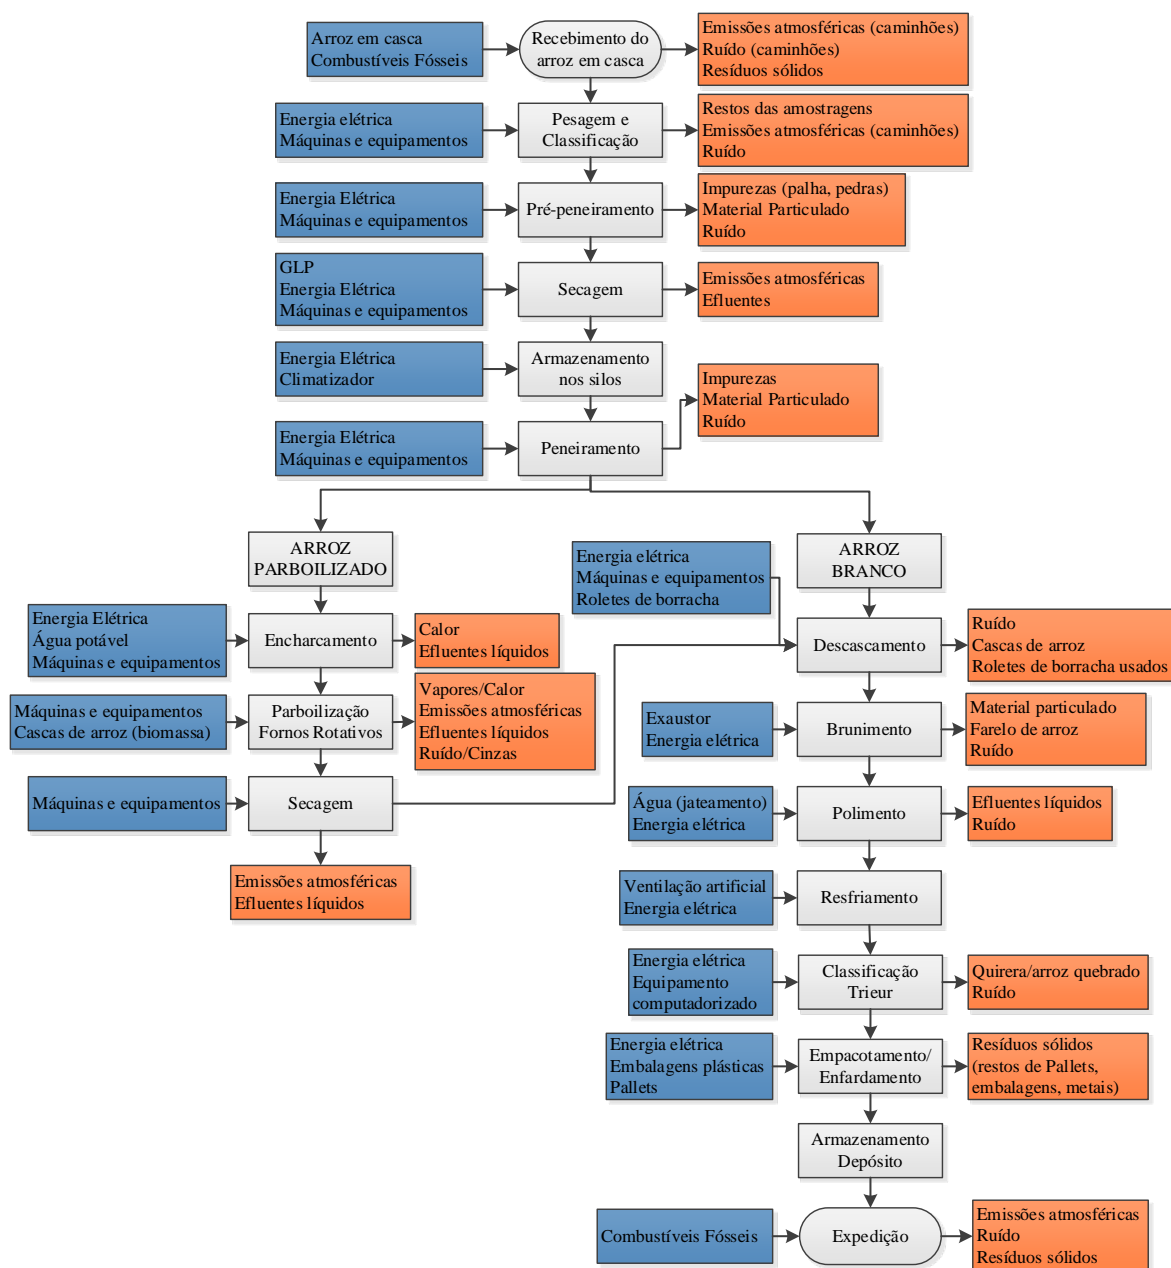 Arroz em casca
Combustíveis Fósseis
Recebimento do
arroz em casca
Emissões atmosféricas (caminhões)
Ruído (caminhões)
Resíduos sólidos
Energia elétrica
Máquinas e equipamentos
Pesagem e
Classificação
Restos das amostragens
Emissões atmosféricas (caminhões)
Ruído
Energia Elétrica
Máquinas e equipamentos
Pré-peneiramento
Impurezas (palha, pedras)
Material Particulado
Ruído
GLP
Energia Elétrica
Máquinas e equipamentos
Secagem
Emissões atmosféricas
Efluentes
Energia Elétrica
Climatizador
Armazenamento
nos silos
Impurezas
Material Particulado
Ruído
Energia Elétrica
Máquinas e equipamentos
Peneiramento
ARROZ
PARBOILIZADO
Energia Elétrica
Água potável
Máquinas e equipamentos
Encharcamento
Calor
Efluentes líquidos
Máquinas e equipamentos
Cascas de arroz (biomassa)
Parboilização
Fornos Rotativos
Vapores/Calor
Emissões atmosféricas
Efluentes líquidos
Ruído/Cinzas
Máquinas e equipamentos
Secagem
Emissões atmosféricas
Efluentes líquidos
ARROZ
BRANCO
Energia elétrica
Máquinas e equipamentos
Roletes de borracha
Descascamento
Ruído
Cascas de arroz
Roletes de borracha usados
Exaustor
Energia elétrica
Brunimento
Material particulado
Farelo de arroz
Ruído
Água (jateamento)
Energia elétrica
Polimento
Efluentes líquidos
Ruído
Ventilação artificial
Energia elétrica
Resfriamento
Energia elétrica
Equipamento
computadorizado
Classificação
Trieur
Quirera/arroz quebrado
Ruído
Energia elétrica
Embalagens plásticas
Pallets
Empacotamento/
Enfardamento
Resíduos sólidos
(restos de Pallets,
embalagens, metais)
Armazenamento
Depósito
Combustíveis Fósseis
Expedição
Emissões atmosféricas
Ruído
Resíduos sólidos